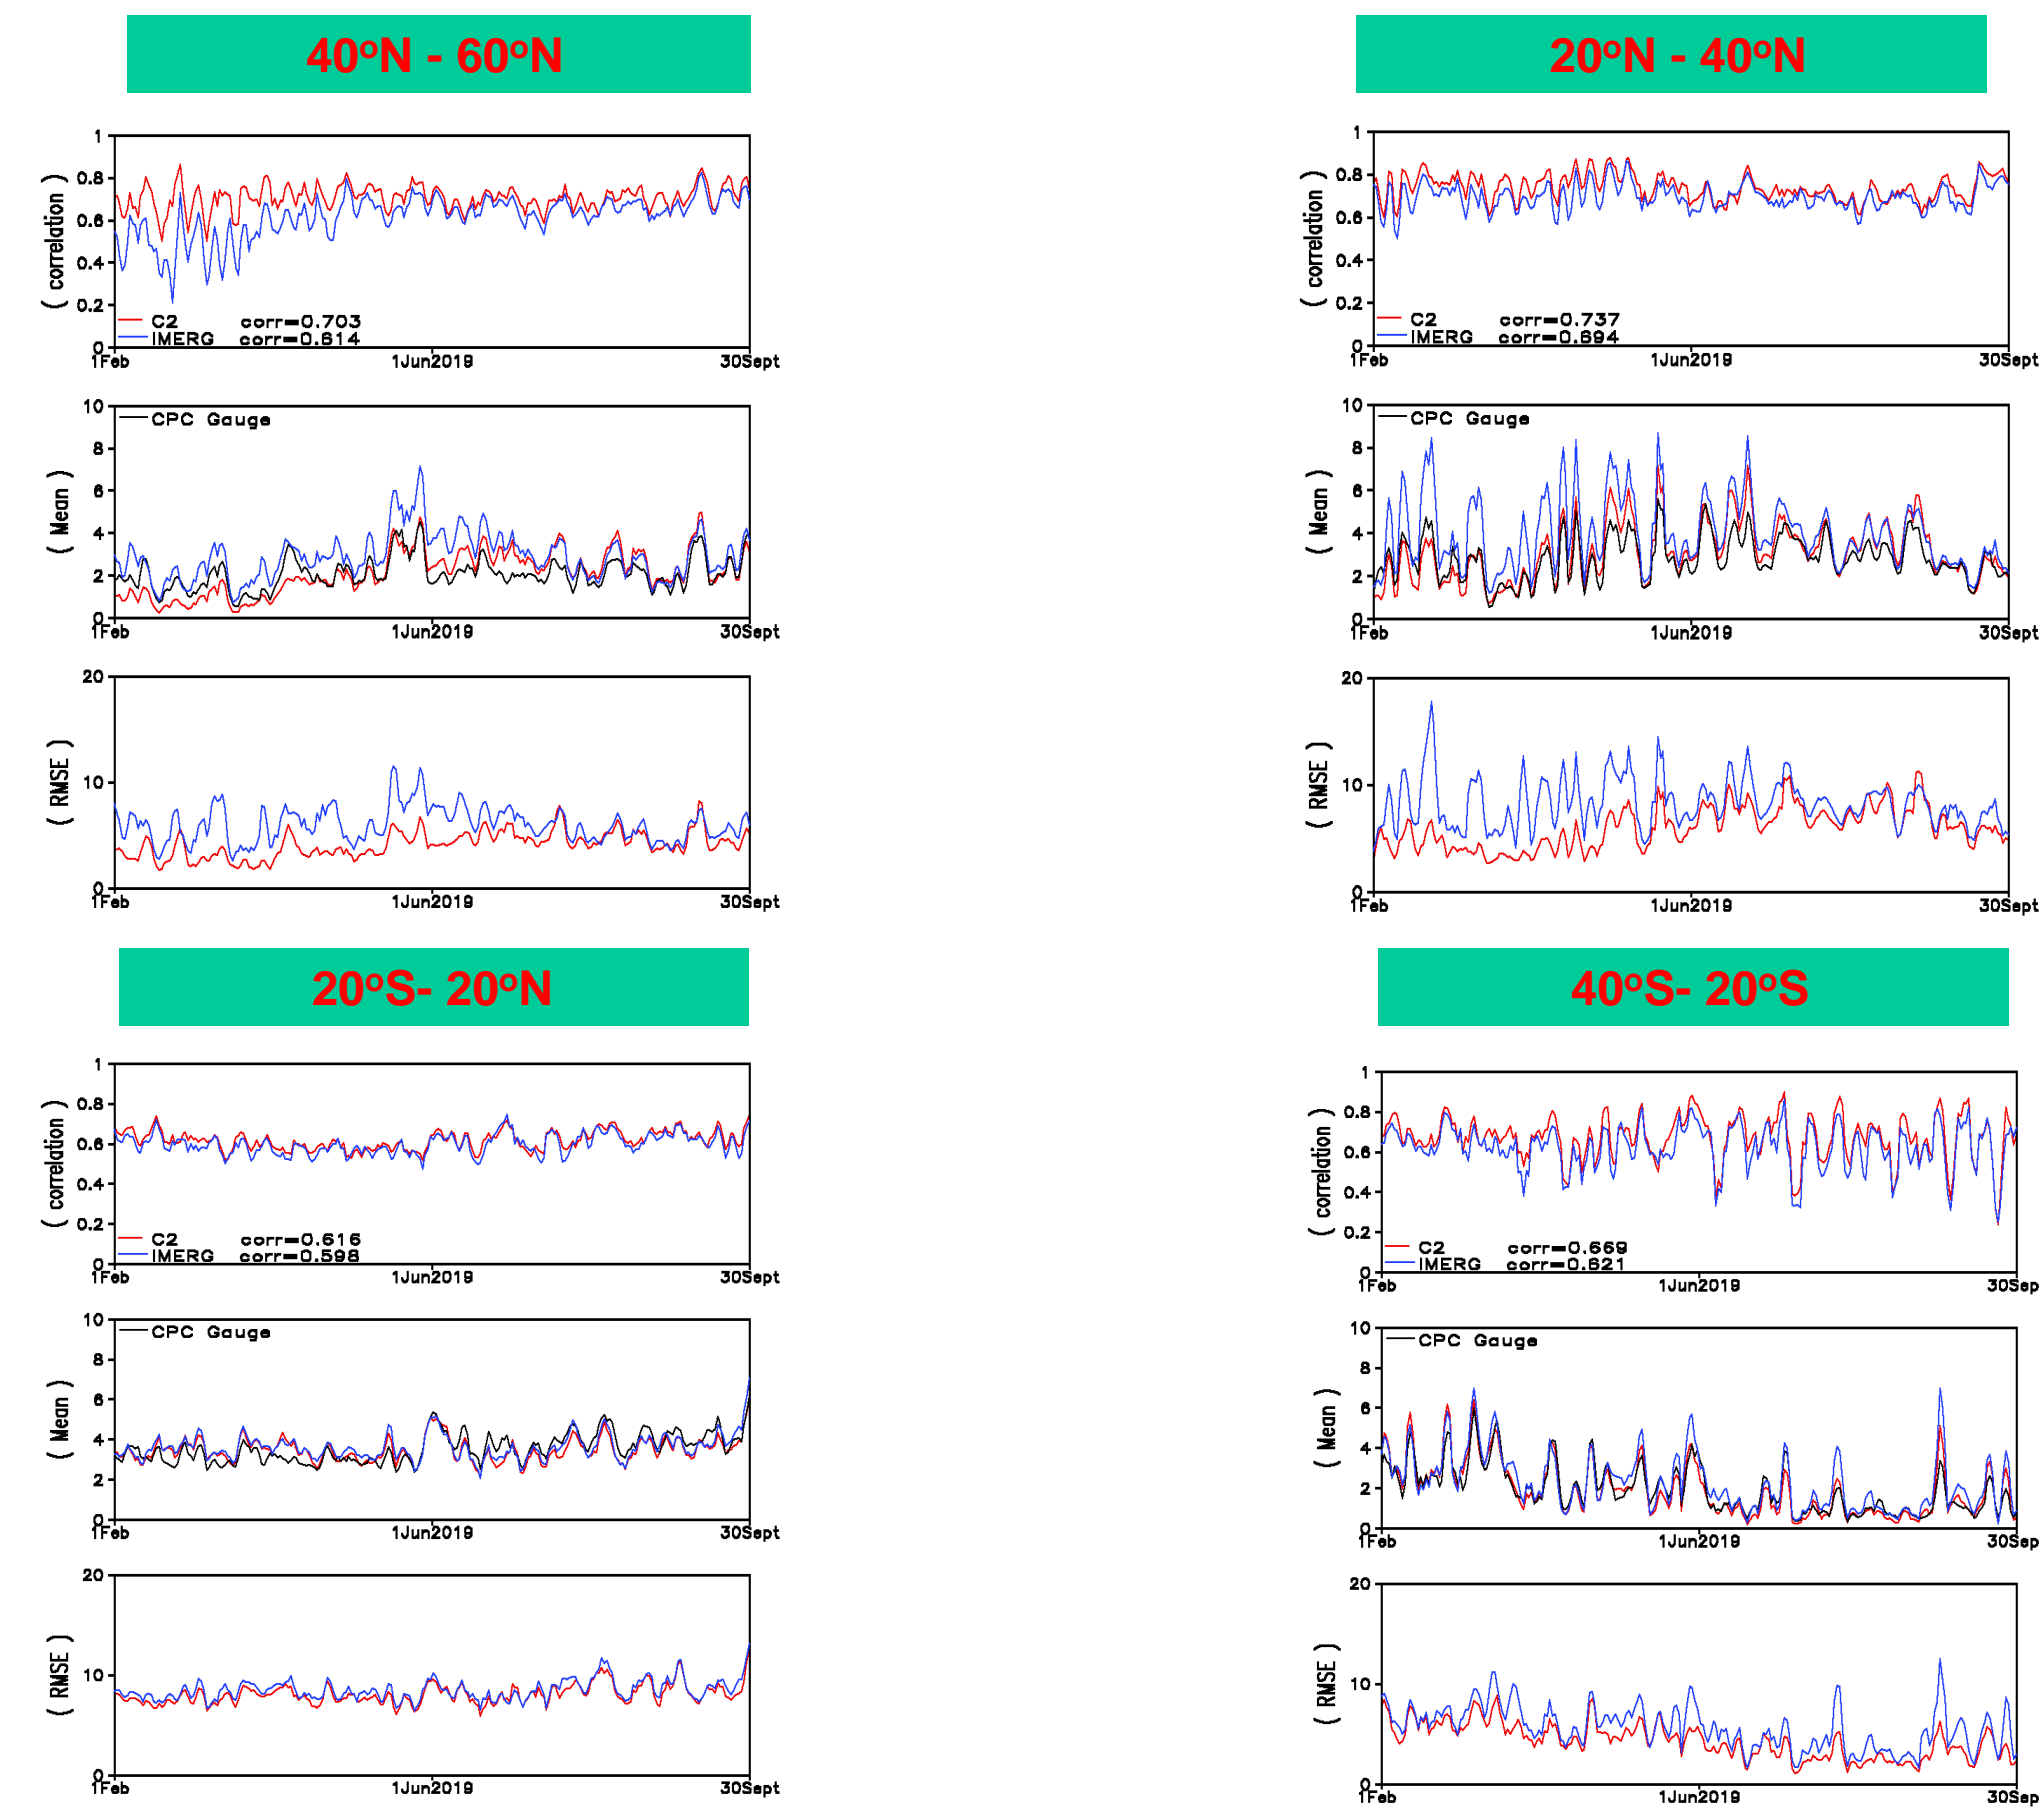 40ºN - 60ºN
1
0.8
0.6
0.4
0.2
0
( correlation )
C2 corr=0.703
IMERG corr=0.614
1Feb 1Jun2019 30Sept
10
8
6
4
2
0
( Mean )
CPC Gauge
1Feb 1Jun2019 30Sept
20
10
0
( RMSE )
1Feb 1Jun2019 30Sept
20ºN - 40ºN
1
0.8
0.6
0.4
0.2
0
( correlation )
C2 corr=0.737
IMERG corr=0.694
1Feb 1Jun2019 30Sept
10
8
6
4
2
0
( Mean )
CPC Gauge
1Feb 1Jun2019 30Sept
20
10
0
( RMSE )
1Feb 1Jun2019 30Sept
20ºS- 20ºN
1
0.8
0.6
0.4
0.2
0
( correlation )
C2 corr=0.616
IMERG corr=0.598
1Feb 1Jun2019 30Sept
10
8
6
4
2
0
( Mean )
CPC Gauge
1Feb 1Jun2019 30Sept
20
10
0
( RMSE )
1Feb 1Jun2019 30Sept
40ºS- 20ºS
1
0.8
0.6
0.4
0.2
0
( correlation )
C2 corr=0.669
IMERG corr=0.621
1Feb 1Jun2019 30Sep
10
8
6
4
2
0
( Mean )
CPC Gauge
1Feb 1Jun2019 30Sep
20
10
0
( RMSE )
1Feb 1Jun2019 30Sep